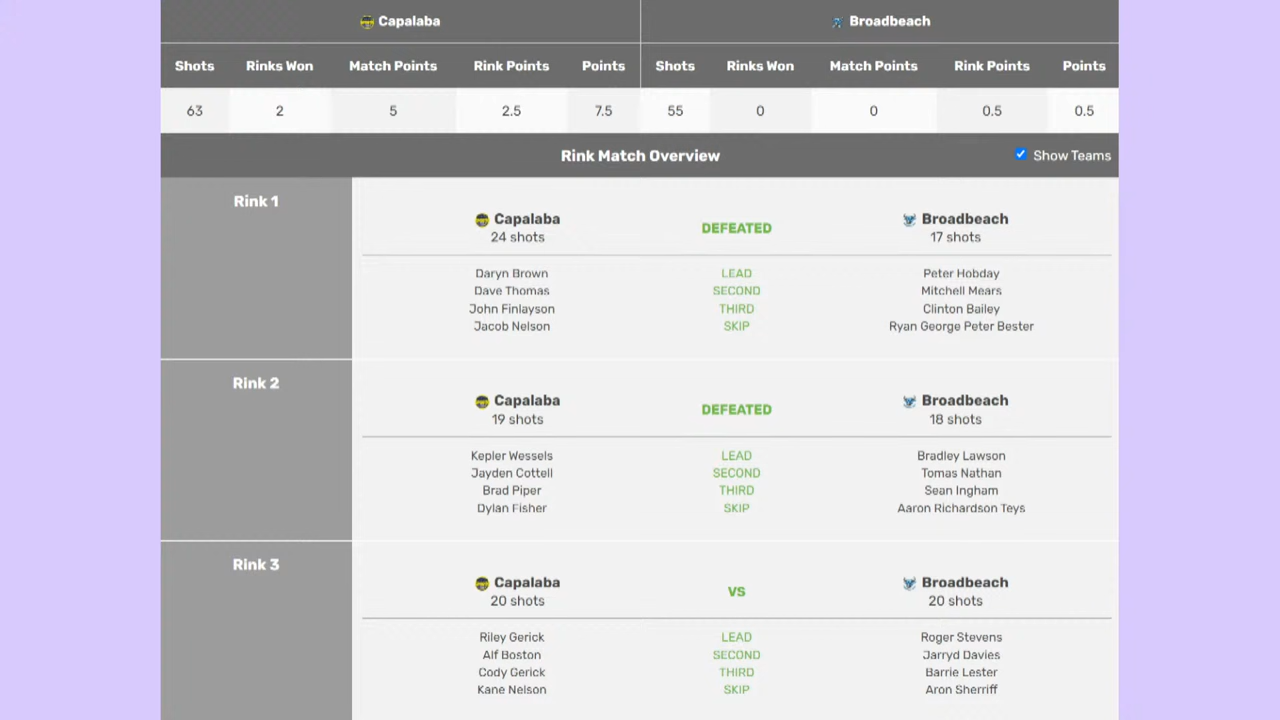 Capalaba Broadbeach
Shots Rinks Won Match Points Rink Points Points Shots Rinks Won Match Points Rink Points Points
63 2 5 2.5 7.5 55 0 0 0.5 0.5
Rink Match Overview Show Teams
Rink 1
Capalaba DEFEATED Broadbeach
24 shots 17 shots
Daryn Brown LEAD Peter Hobday
Dave Thomas SECOND Mitchell Mears
John Finlayson THIRD Clinton Bailey
Jacob Nelson SKIP Ryan George Peter Bester
Rink 2
Capalaba DEFEATED Broadbeach
19 shots 18 shots
Kepler Wessels LEAD Bradley Lawson
Jayden Cottell SECOND Tomas Nathan
Brad Piper THIRD Sean Ingham
Dylan Fisher SKIP Aaron Richardson Teys
Rink 3
Capalaba VS Broadbeach
20 shots 20 shots
Riley Gerick LEAD Roger Stevens
Alf Boston SECOND Jarryd Davies
Cody Gerick THIRD Barrie Lester
Kane Nelson SKIP Aron Sherriff